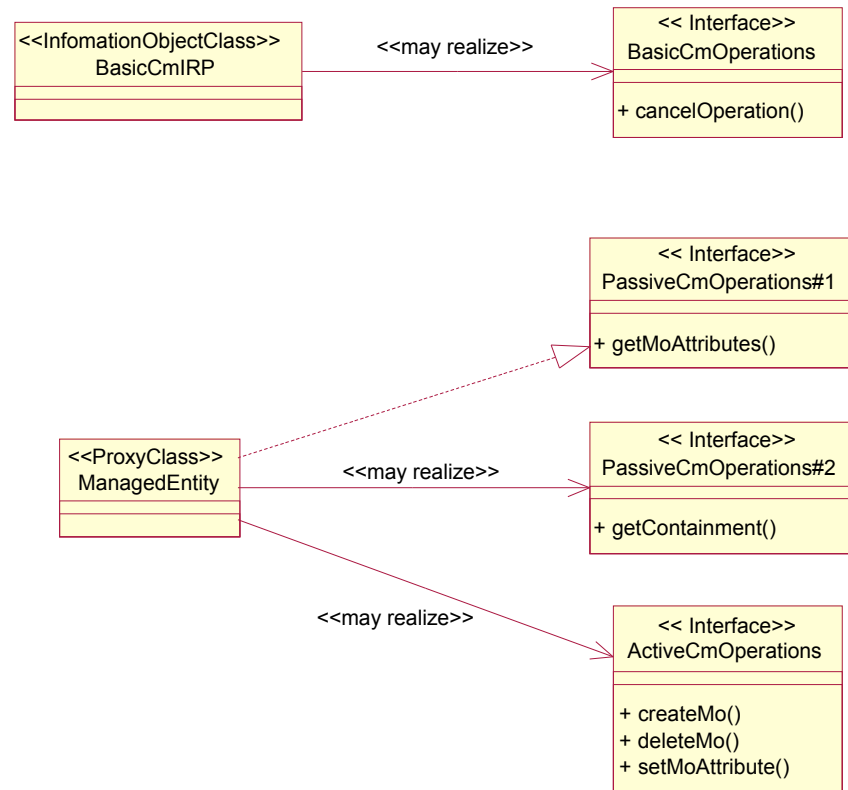 <<InfomationObjectClass>>
BasicCmIRP
<<may realize>>
<< Interface>>
BasicCmOperations
+ cancelOperation()
<< Interface>>
PassiveCmOperations#1
+ getMoAttributes()
<<ProxyClass>>
ManagedEntity
<<may realize>>
<< Interface>>
PassiveCmOperations#2
+ getContainment()
<<may realize>>
<< Interface>>
ActiveCmOperations
+ createMo()
+ deleteMo()
+ setMoAttribute()